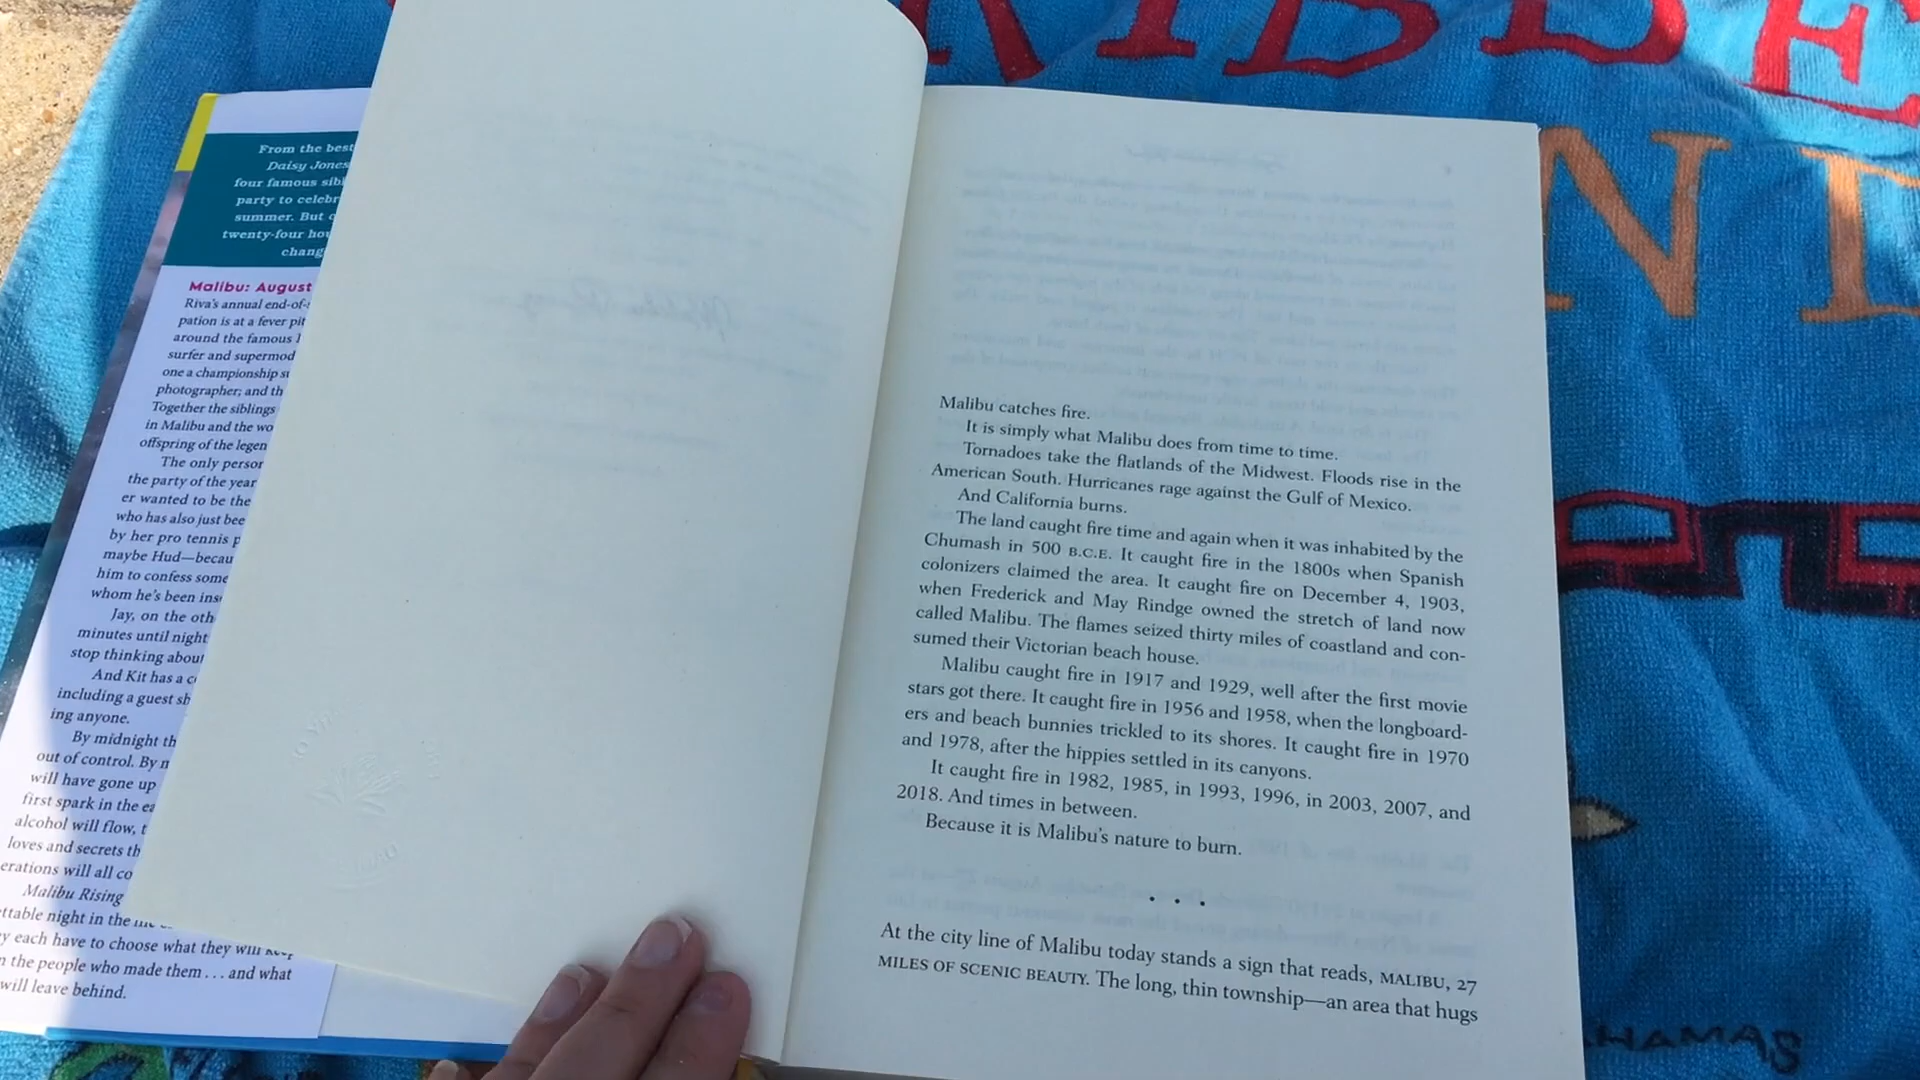 From the best
Daisy Jones
four famous sibl
party to celebr
summer. But o
twenty-four hou
chang
Malibu: August
Riva's annual end-of-s
pation is at a fever pit
around the famous
surfer and supermod
one a championship su
photographer; and th
Together the siblings
in Malibu and the wo
offspring of the legen
The only person
the party of the year
er wanted to be the
who has also just bee
by her pro tennis p
maybe Hud—becau
him to confess some
whom he's been ins
Jay, on the oth
minutes until night
stop thinking about
And Kit has a c
including a guest sh
ing anyone.
By midnight th
out of control. By m
will have gone up
first spark in the ea
alcohol will flow, t
loves and secrets th
erations will all co
Malibu Rising
ttable night in the
y each have to choose what they will keep
n the people who made them . . . and what
will leave behind.
Malibu catches fire.
It is simply what Malibu does from time to time.
Tornadoes take the flatlands of the Midwest. Floods rise in the
American South. Hurricanes rage against the Gulf of Mexico.
And California burns.
The land caught fire time and again when it was inhabited by the
Chumash in 500 B.C.E. It caught fire in the 1800s when Spanish
colonizers claimed the area. It caught fire on December 4, 1903,
when Frederick and May Rindge owned the stretch of land now
called Malibu. The flames seized thirty miles of coastland and con-
sumed their Victorian beach house.
Malibu caught fire in 1917 and 1929, well after the first movie
stars got there. It caught fire in 1956 and 1958, when the longboard-
ers and beach bunnies trickled to its shores. It caught fire in 1970
and 1978, after the hippies settled in its canyons.
It caught fire in 1982, 1985, in 1993, 1996, in 2003, 2007, and
2018. And times in between.
Because it is Malibu's nature to burn.
. . .
At the city line of Malibu today stands a sign that reads, MALIBU, 27
MILES OF SCENIC BEAUTY. The long, thin township—an area that hugs
RIBBE
ND
HAMAS